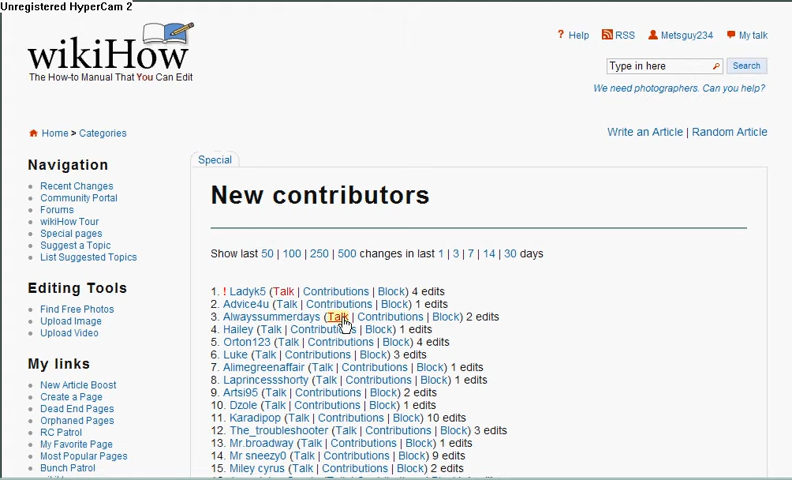 Unregistered HyperCam 2
wikiHow
The How-to Manual That You Can Edit
? Help RSS Metsguy234 My talk
Type in here Search
We need photographers. Can you help?
Home > Categories
Write an Article | Random Article
Navigation
Recent Changes
Community Portal
Forums
wikiHow Tour
Special pages
Suggest a Topic
List Suggested Topics
Editing Tools
Find Free Photos
Upload Image
Upload Video
My links
New Article Boost
Create a Page
Dead End Pages
Orphaned Pages
RC Patrol
My Favorite Page
Most Popular Pages
Bunch Patrol
Special
New contributors
Show last 50 | 100 | 250 | 500 changes in last 1 | 3 | 7 | 14 | 30 days
1. ! Ladyk5 (Talk | Contributions | Block) 4 edits
2. Advice4u (Talk | Contributions | Block) 1 edits
3. Alwayssummerdays (Talk | Contributions | Block) 2 edits
4. Hailey (Talk | Contributions | Block) 1 edits
5. Orton123 (Talk | Contributions | Block) 4 edits
6. Luke (Talk | Contributions | Block) 3 edits
7. Alimegreenaffair (Talk | Contributions | Block) 1 edits
8. Laprincessshorty (Talk | Contributions | Block) 1 edits
9. Artsi95 (Talk | Contributions | Block) 2 edits
10. Dzole (Talk | Contributions | Block) 1 edits
11. Karadipop (Talk | Contributions | Block) 10 edits
12. The_troubleshooter (Talk | Contributions | Block) 3 edits
13. Mr.broadway (Talk | Contributions | Block) 1 edits
14. Mr sneezy0 (Talk | Contributions | Block) 9 edits
15. Miley cyrus (Talk | Contributions | Block) 2 edits